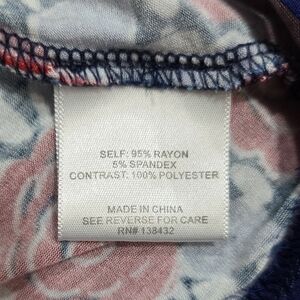 SELF: 95% RAYON
5% SPANDEX
CONTRAST: 100% POLYESTER
MADE IN CHINA
SEE REVERSE FOR CARE
RN# 138432